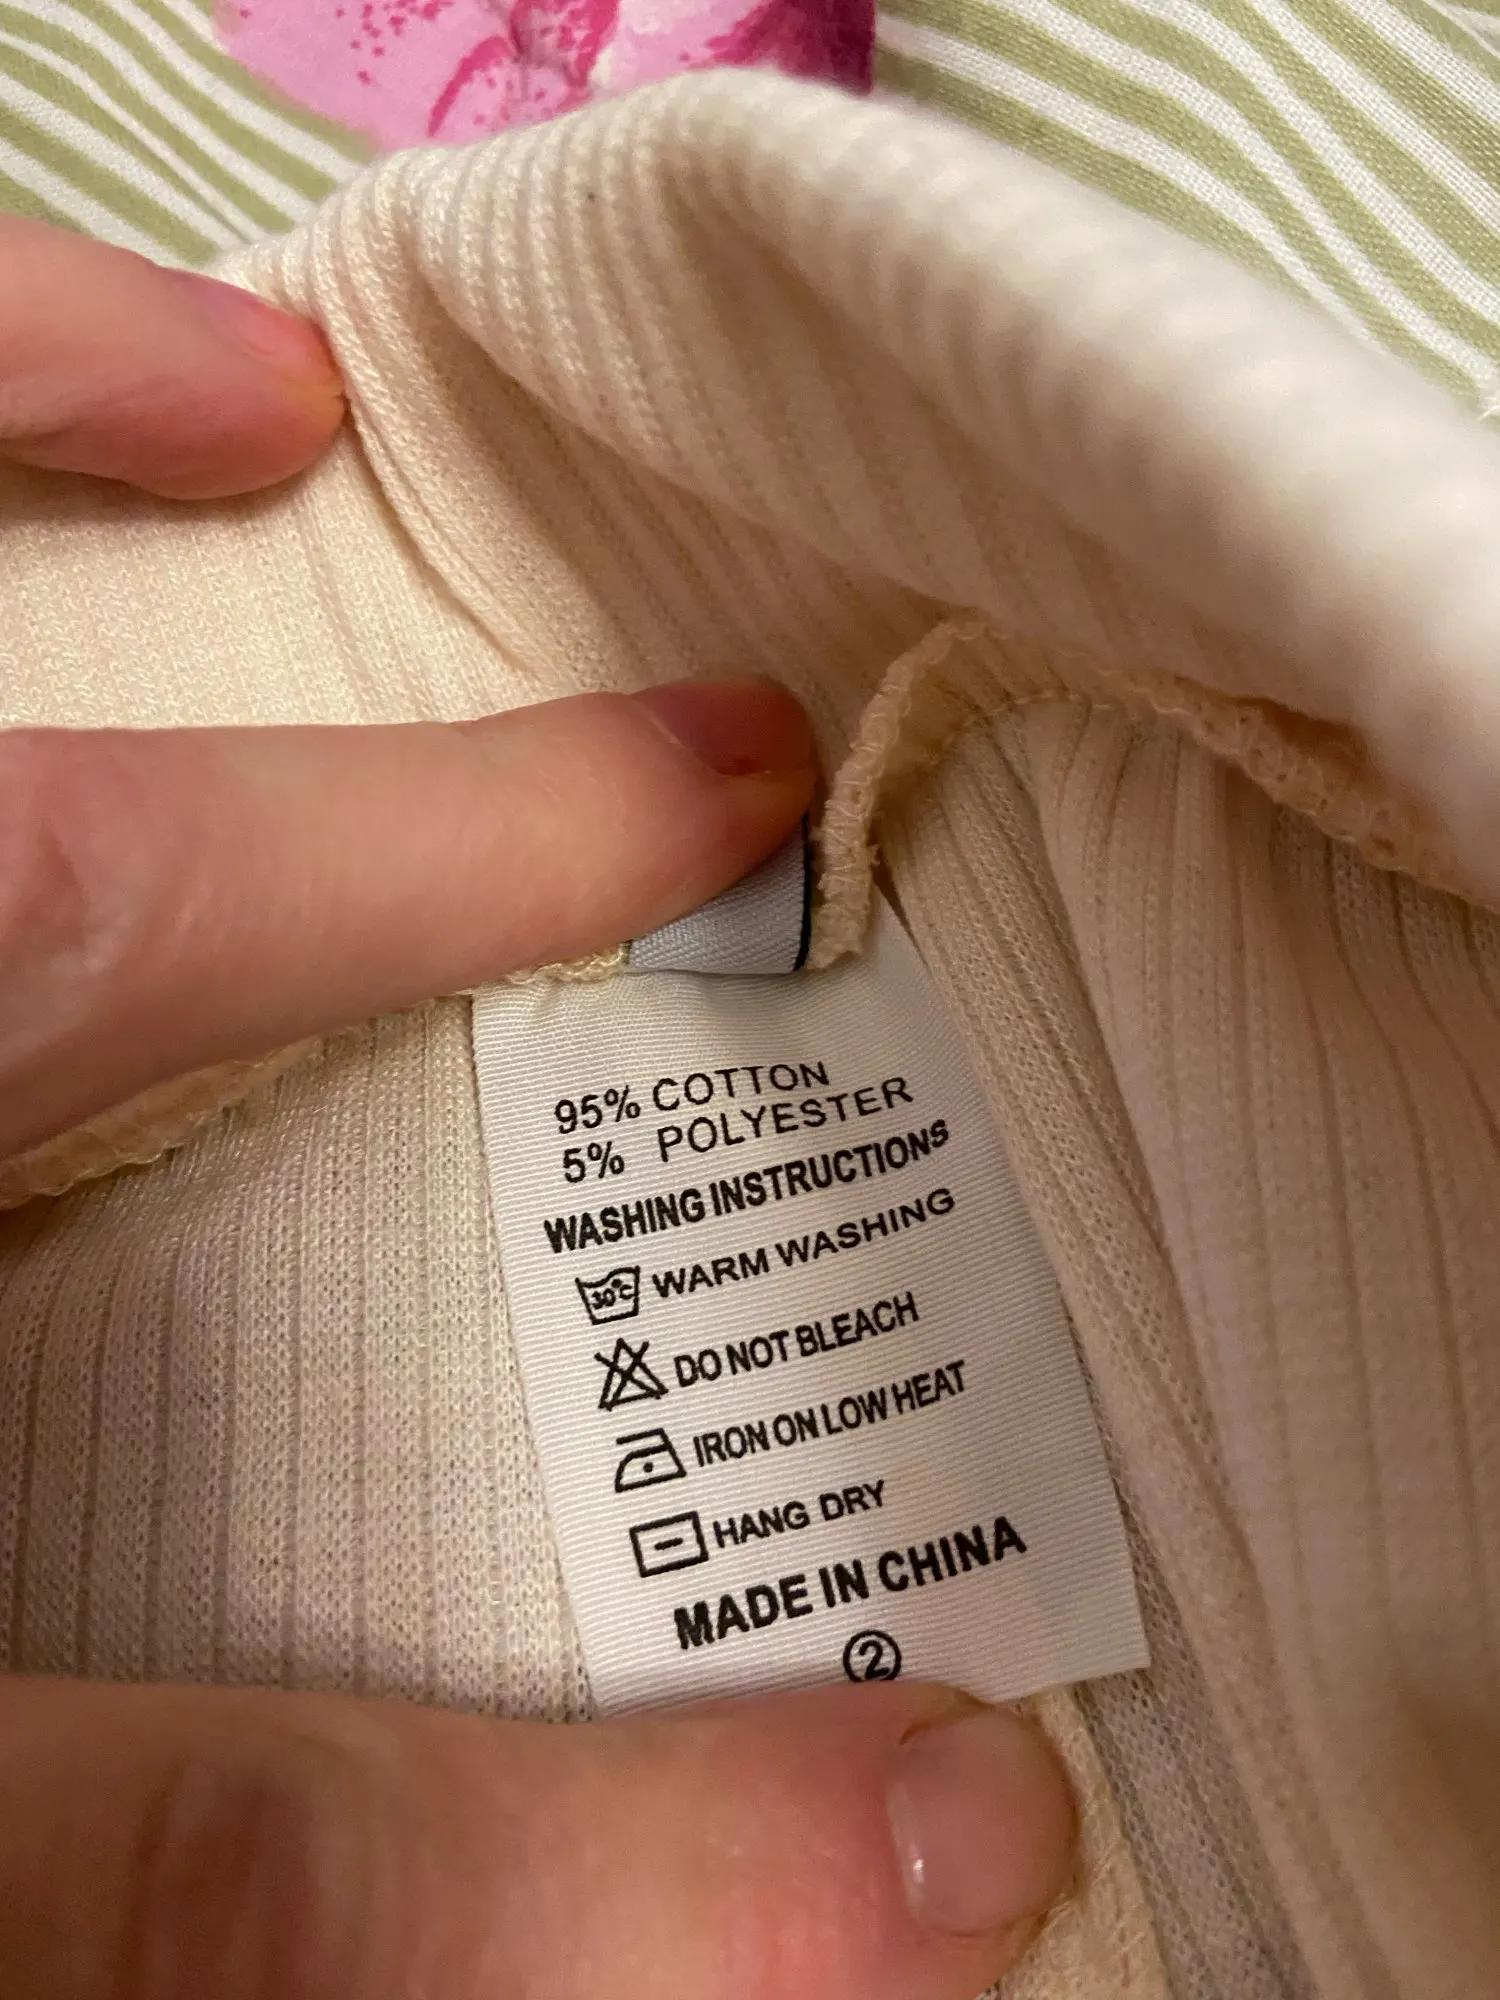 95% COTTON
5% POLYESTER
WASHING INSTRUCTIONS
30°C WARM WASHING
DO NOT BLEACH
IRON ON LOW HEAT
HANG DRY
MADE IN CHINA
②